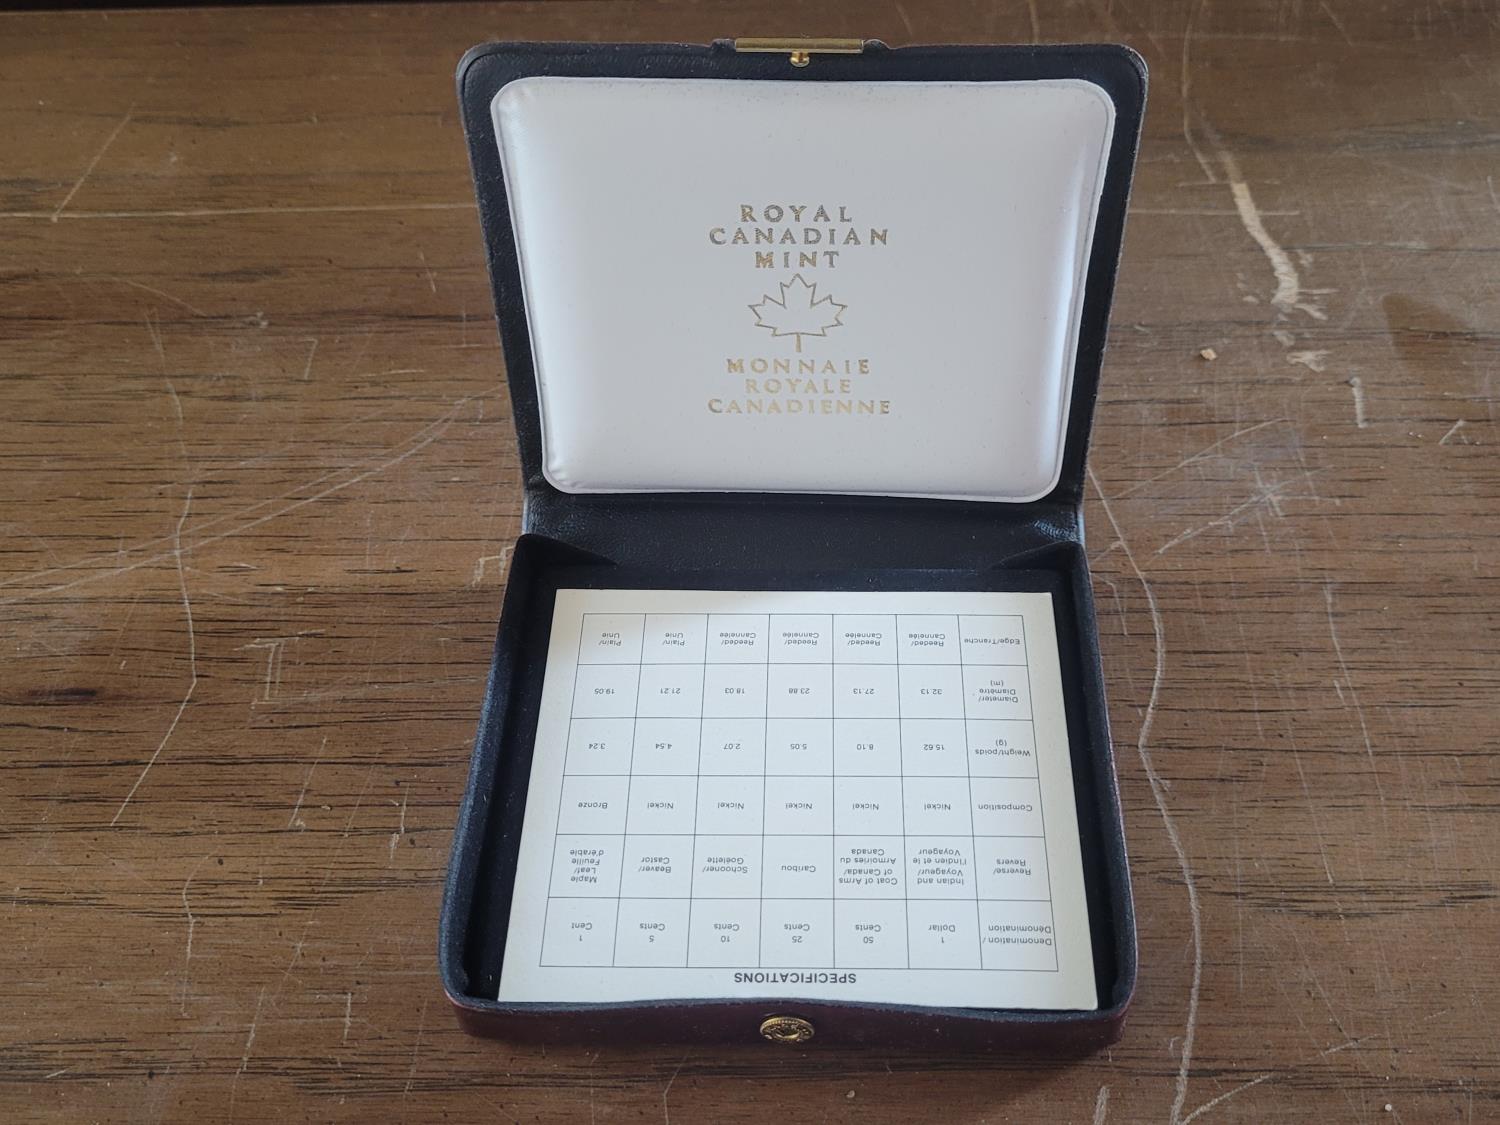 ROYAL
CANADIAN
MINT
MONNAIE
ROYALE
CANADIENNE
SPECIFICATIONS
Denomination/
Dénomination
1
Dollar
50
Cents
25
Cents
10
Cents
5
Cents
1
Cent
Reverse/
Revers
Indian and
Voyageur/
l'Indien et le
Voyageur
Coat of Arms
of Canada/
Armoiries du
Canada
Caribou
Schooner/
Goélette
Beaver/
Castor
Maple
Leaf/
Feuille
d'érable
Composition
Nickel
Nickel
Nickel
Nickel
Nickel
Bronze
Weight/poids
(g)
15.62
8.10
5.05
2.07
4.54
3.24
Diameter/
Diamètre
(m)
32.13
27.13
23.88
18.03
21.21
19.05
Edge/Tranche
Reeded/
Cannelée
Reeded/
Cannelée
Reeded/
Cannelée
Reeded/
Cannelée
Plain/
Unie
Plain/
Unie